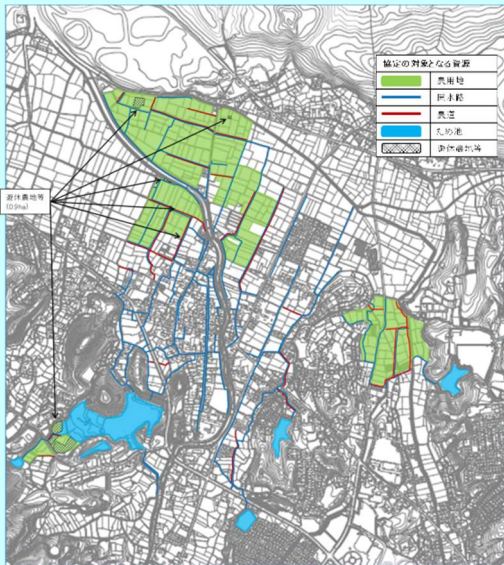 協定の対象となる資源
農用地
開水路
農道
ため池
遊休農地等
遊休農地等
(0.9ha)